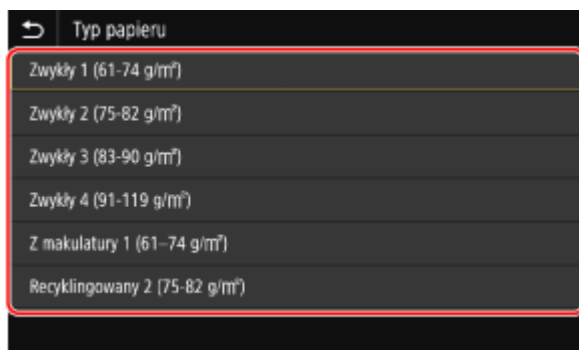 Typ papieru
Zwykły 1 (61-74 g/m²)
Zwykły 2 (75-82 g/m²)
Zwykły 3 (83-90 g/m²)
Zwykły 4 (91-119 g/m²)
Z makulatury 1 (61–74 g/m²)
Recyklingowany 2 (75-82 g/m²)